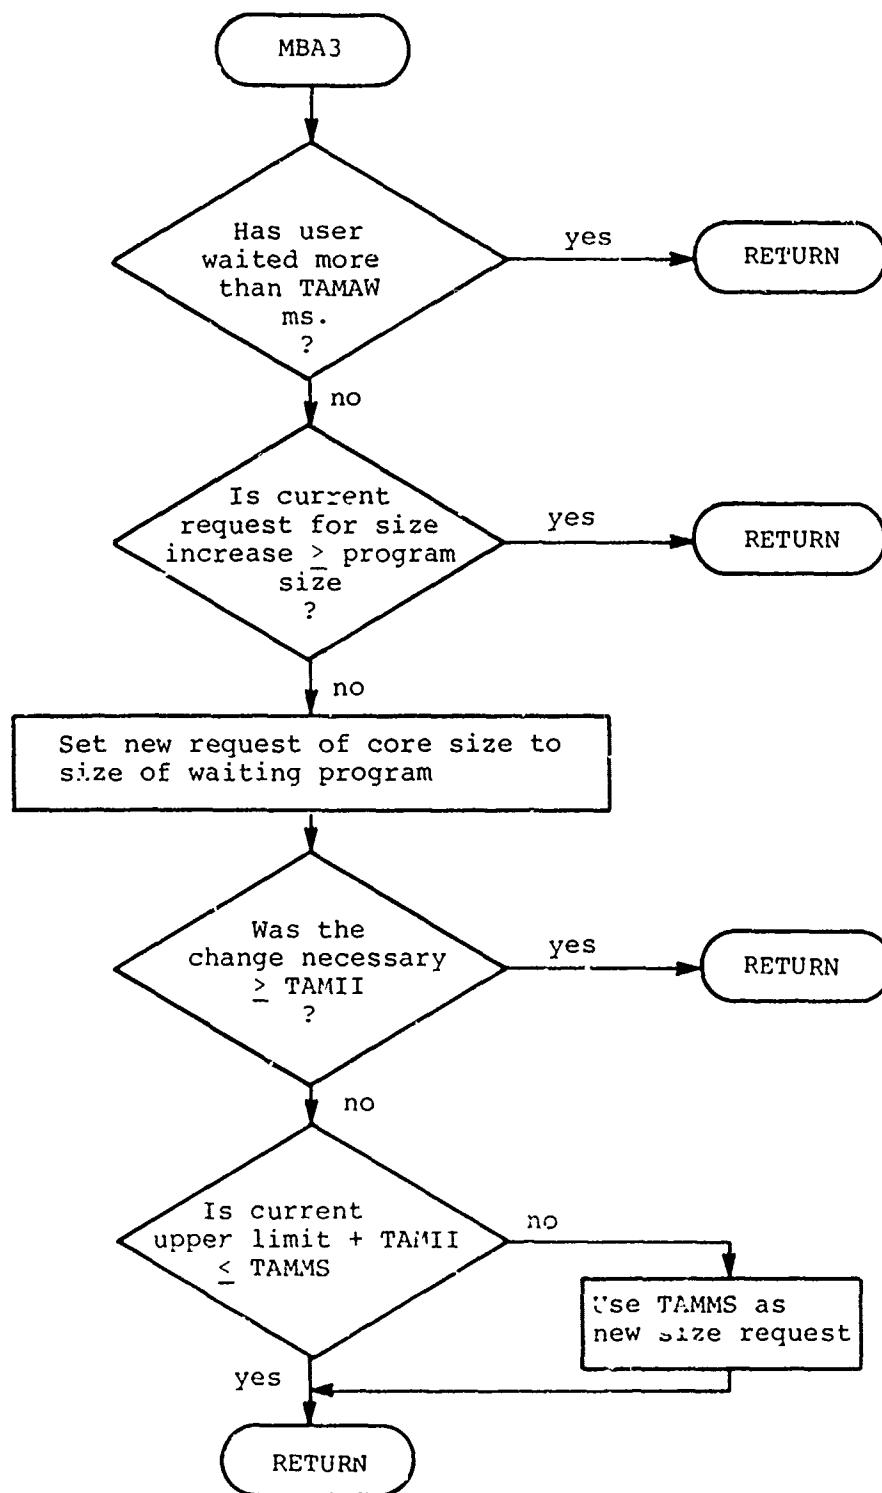 MBA3
Has user
waited more
than TAMAW
ms.
?
yes
RETURN
no
Is current
request for size
increase ≥ program
size
?
yes
RETURN
no
Set new request of core size to
size of waiting program
Was the
change necessary
≥ TAMII
?
yes
RETURN
no
Is current
upper limit + TAMII
≤ TAMMS
no
Use TAMMS as
new size request
yes
RETURN